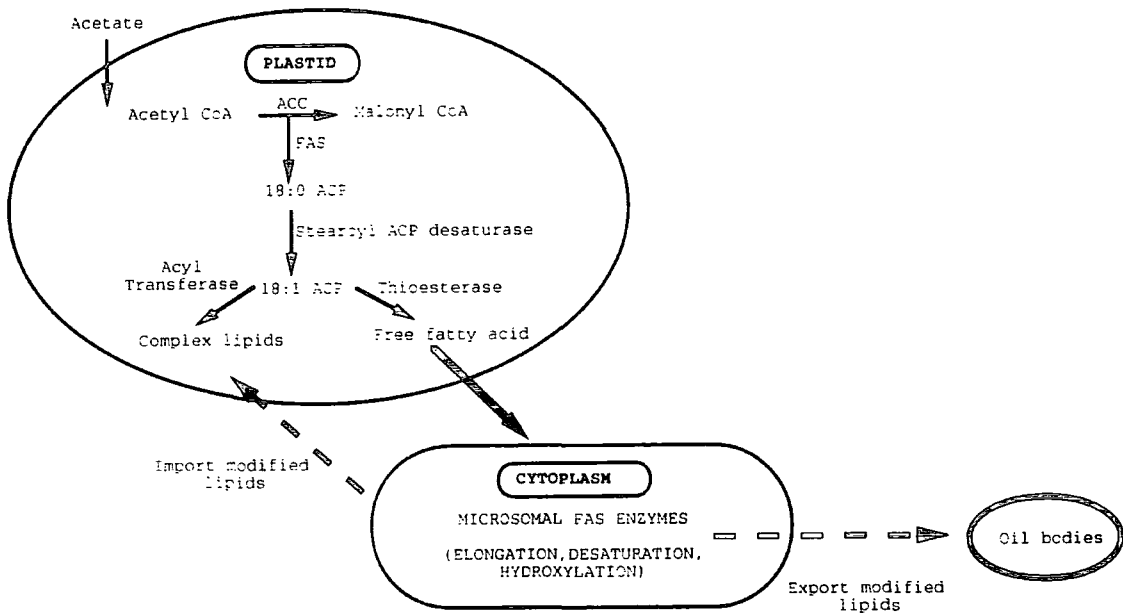 Acetate
PLASTID
Acetyl CoA
ACC
Malonyl CoA
FAS
18:0 ACP
Stearoyl ACP desaturase
Acyl
Transferase
18:1 ACP
Thioesterase
Complex lipids
Free fatty acid
Import modified
lipids
CYTOPLASM
MICROSOMAL FAS ENZYMES
(ELONGATION, DESATURATION,
HYDROXYLATION)
Oil bodies
Export modified
lipids